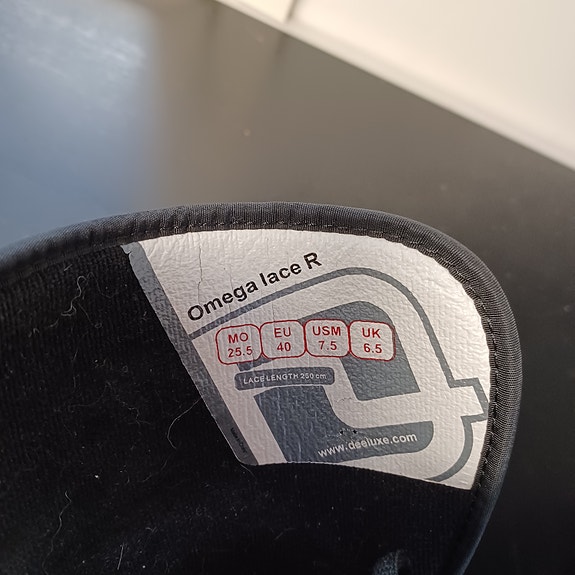 Omega lace R
MO EU USM UK
25.5 40 7.5 6.5
LACE LENGTH 250 cm
www.deeluxe.com